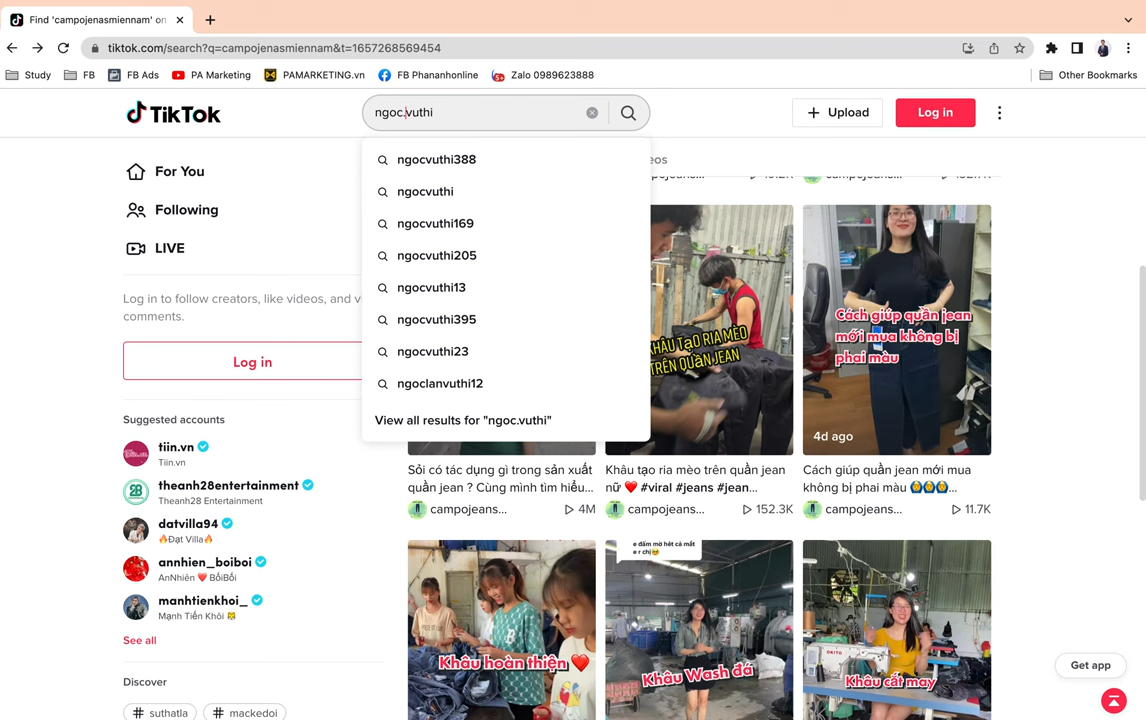 Find 'campojenasmiennam' on
tiktok.com/search?q=campojenasmiennam&t=1657268569454
Study
FB
FB Ads
PA Marketing
PAMARKETING.vn
FB Phananhonline
Zalo 0989623888
Other Bookmarks
TikTok
ngoc.vuthi
Upload
Log in
For You
Following
LIVE
Log in to follow creators, like videos, and v
comments.
Log in
Suggested accounts
tiin.vn
Tiin.vn
theanh28entertainment
Theanh28 Entertainment
datvilla94
🔥Đạt Villa🔥
annhien_boiboi
AnNhiên ❤️ BốiBối
manhtienkhoi_
Mạnh Tiến Khôi 🐯
See all
Discover
# suthatla
# mackedoi
ngocvuthi388
ngocvuthi
ngocvuthi169
ngocvuthi205
ngocvuthi13
ngocvuthi395
ngocvuthi23
ngoclanvuthi12
View all results for "ngoc.vuthi"
eos
KHÂU TẠO RIA MÈO
TRÊN QUẦN JEAN
Cách giúp quần jean
mới mua không bị
phai màu
4d ago
Sỏi có tác dụng gì trong sản xuất
quần jean ? Cùng mình tìm hiểu...
campojeans...
4M
Khâu tạo ria mèo trên quần jean
nữ ❤️ #viral #jeans #jean...
campojeans...
152.3K
Cách giúp quần jean mới mua
không bị phai màu 🙆🙆🙆...
campojeans...
11.7K
Khâu hoàn thiện ❤️
e đấm mờ hết cả mắt
e r chị🥹
Khâu Wash đá
OKITO
Khâu cắt may
Get app